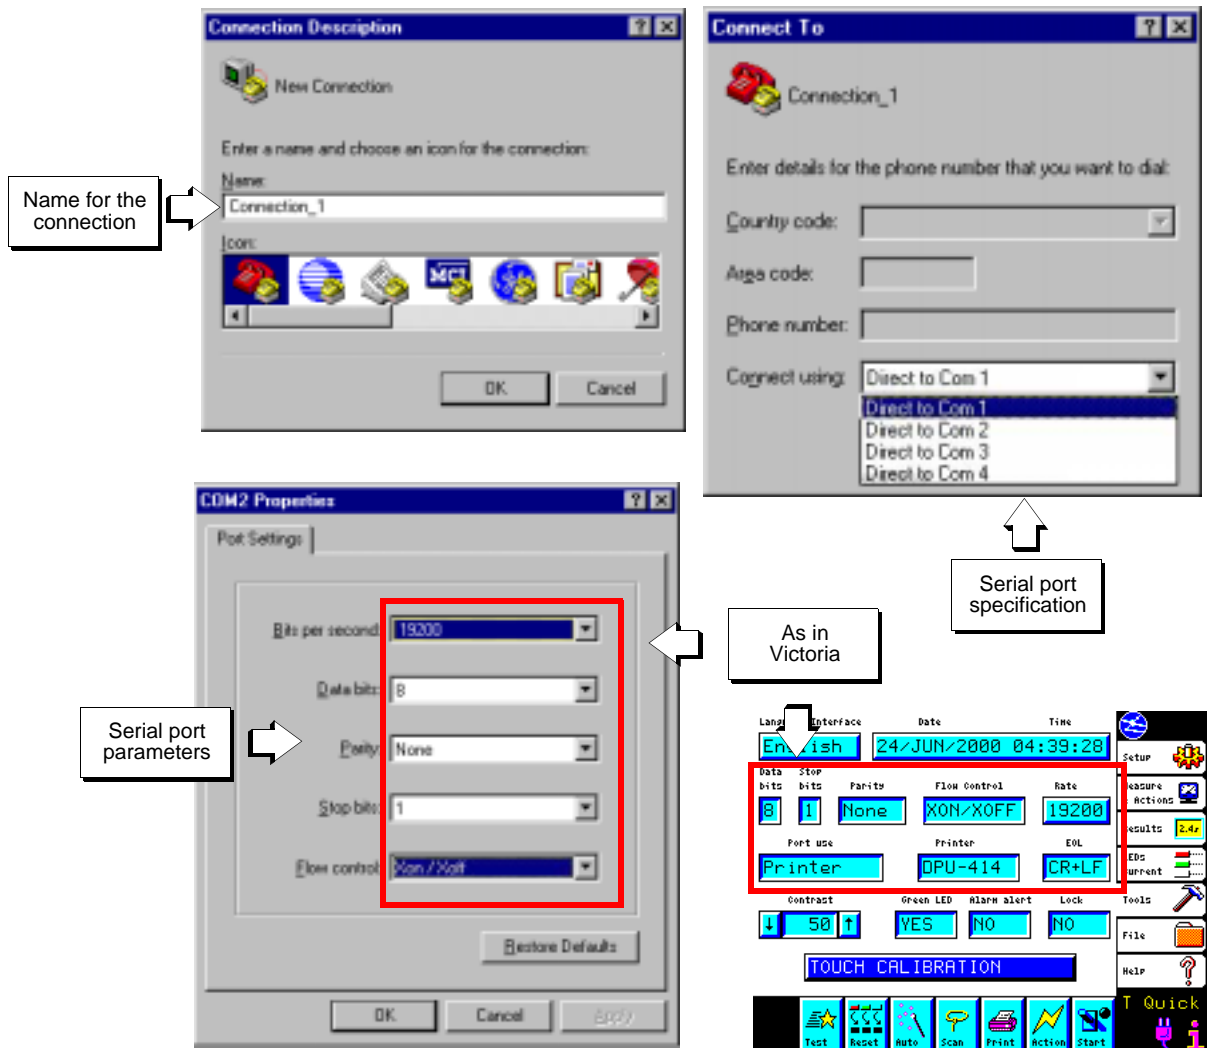 Connection Description
New Connection
Enter a name and choose an icon for the connection:
Name:
Connection_1
Icon:
MCI
OK
Cancel
Name for the
connection
Connect To
Connection_1
Enter details for the phone number that you want to dial:
Country code:
Area code:
Phone number:
Connect using:
Direct to Com 1
Direct to Com 1
Direct to Com 2
Direct to Com 3
Direct to Com 4
Serial port
specification
COM2 Properties
Port Settings
Bits per second:
19200
Data bits:
8
Parity:
None
Stop bits:
1
Flow control:
Xon / Xoff
Restore Defaults
OK
Cancel
Apply
Serial port
parameters
As in
Victoria
Interface
Date
Time
24/JUN/2000 04:39:28
Data bits
Stop bits
Parity
Flow Control
Rate
8
1
None
XON/XOFF
19200
Port use
Printer
EOL
Printer
DPU-414
CR+LF
Contrast
Green LED
Alarm alert
Lock
↓ 50 ↑
YES
NO
NO
TOUCH CALIBRATION
Setup
Actions
2.4
Tools
File
Help
T Quick
Test
Reset
Auto
Scan
Print
Action
Start